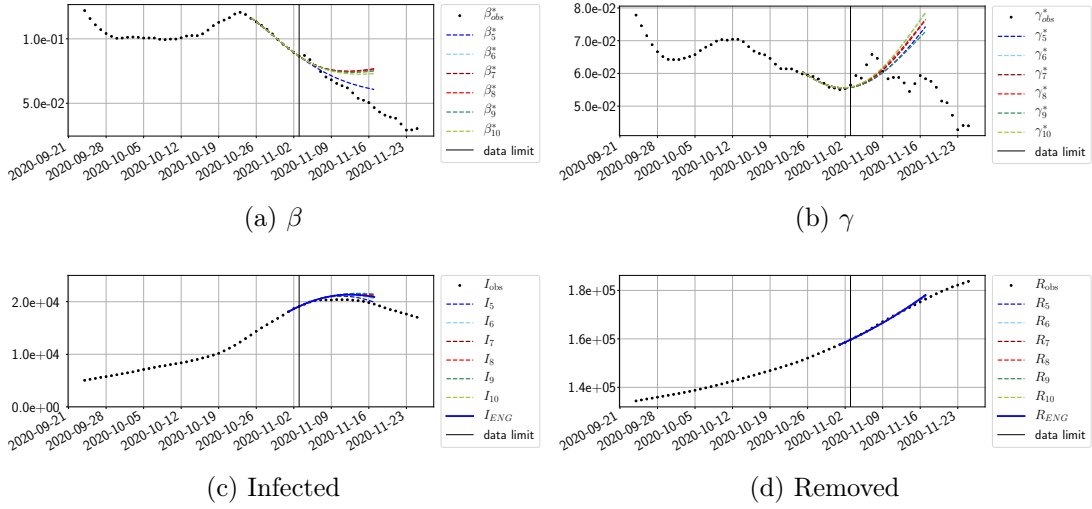 1.0e−01
5.0e−02
2020-09-21
2020-09-28
2020-10-05
2020-10-12
2020-10-19
2020-10-26
2020-11-02
2020-11-09
2020-11-16
2020-11-23
β*obs
β*5
β*6
β*7
β*8
β*9
β*10
data limit
(a) β
8.0e−02
7.0e−02
6.0e−02
5.0e−02
2020-09-21
2020-09-28
2020-10-05
2020-10-12
2020-10-19
2020-10-26
2020-11-02
2020-11-09
2020-11-16
2020-11-23
γ*obs
γ*5
γ*6
γ*7
γ*8
γ*9
γ*10
data limit
(b) γ
2.0e+04
1.0e+04
0.0e+00
2020-09-21
2020-09-28
2020-10-05
2020-10-12
2020-10-19
2020-10-26
2020-11-02
2020-11-09
2020-11-16
2020-11-23
Iobs
I5
I6
I7
I8
I9
I10
IENG
data limit
(c) Infected
1.8e+05
1.6e+05
1.4e+05
2020-09-21
2020-09-28
2020-10-05
2020-10-12
2020-10-19
2020-10-26
2020-11-02
2020-11-09
2020-11-16
2020-11-23
Robs
R5
R6
R7
R8
R9
R10
RENG
data limit
(d) Removed